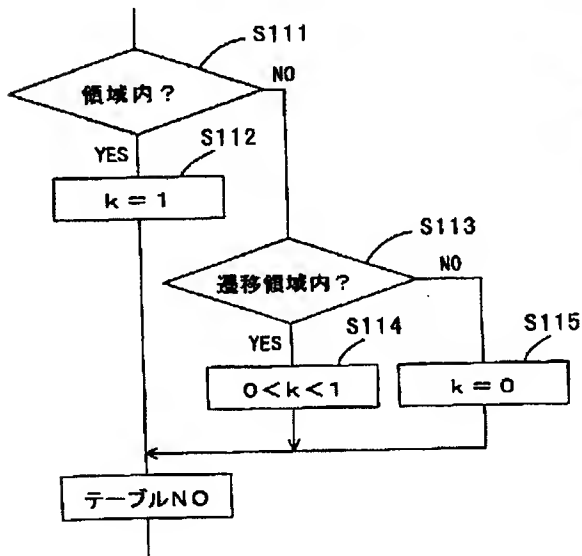 S111
領域内?
NO
YES
S112
k=1
S113
遷移領域内?
NO
YES
S114
S115
0<k<1
k=0
テーブルNO